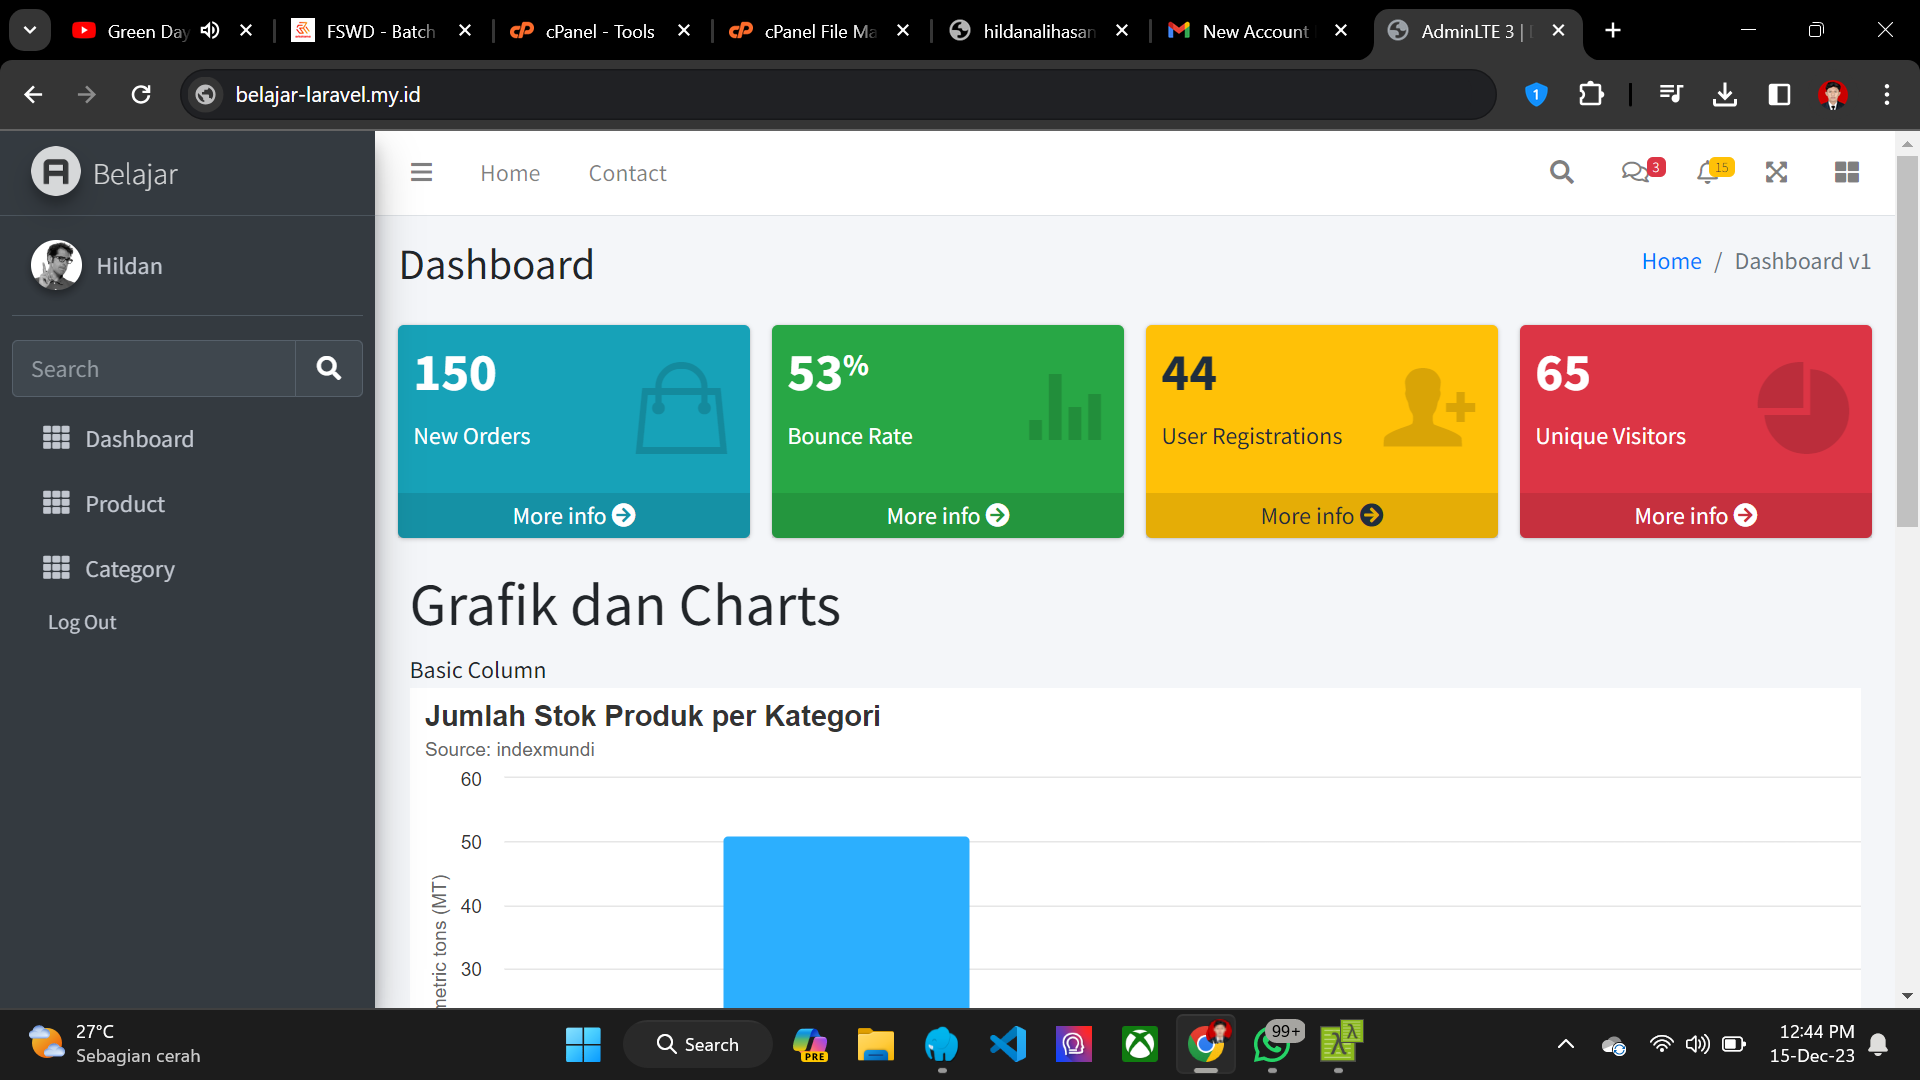 Green Day
FSWD - Batch
cPanel - Tools
cPanel File Ma
hildanalihasan
New Account
AdminLTE 3 |
belajar-laravel.my.id
1
Belajar
Home
Contact
3
15
Hildan
Dashboard
Home / Dashboard v1
Search
Dashboard
Product
Category
Log Out
150
New Orders
More info
53%
Bounce Rate
More info
44
User Registrations
More info
65
Unique Visitors
More info
Grafik dan Charts
Basic Column
Jumlah Stok Produk per Kategori
Source: indexmundi
60
50
40
30
metric tons (MT)
27°C
Sebagian cerah
Search
PRE
99+
12:44 PM
15-Dec-23